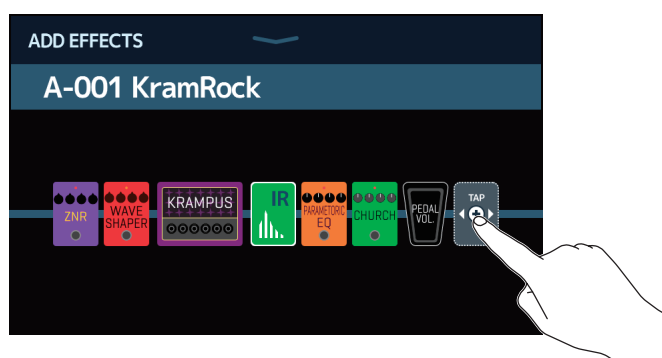 ADD EFFECTS
A-001 KramRock
ZNR
WAVE
SHAPER
KRAMPUS
IR
PARAMETORIC
EQ
CHURCH
PEDAL
VOL.
TAP